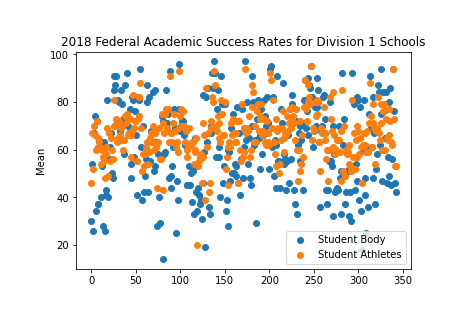 2018 Federal Academic Success Rates for Division 1 Schools
100
80
60
40
20
Mean
0 50 100 150 200 250 300 350
Student Body
Student Athletes